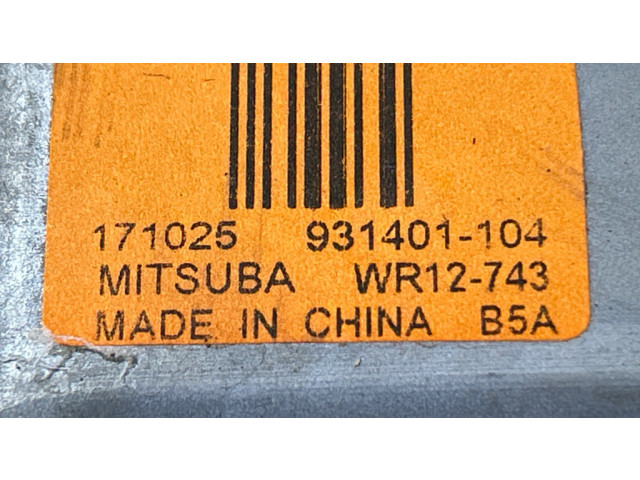 171025 931401-104
MITSUBA WR12-743
MADE IN CHINA B5A